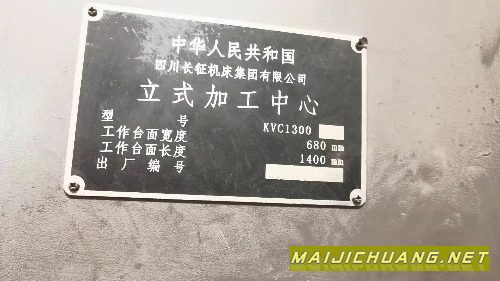 中华人民共和国
四川长征机床集团有限公司
立式加工中心
型号 KVC1300
工作台面宽度 680 mm
工作台面长度 1400 mm
出厂编号
MAIJICHUANG.NET